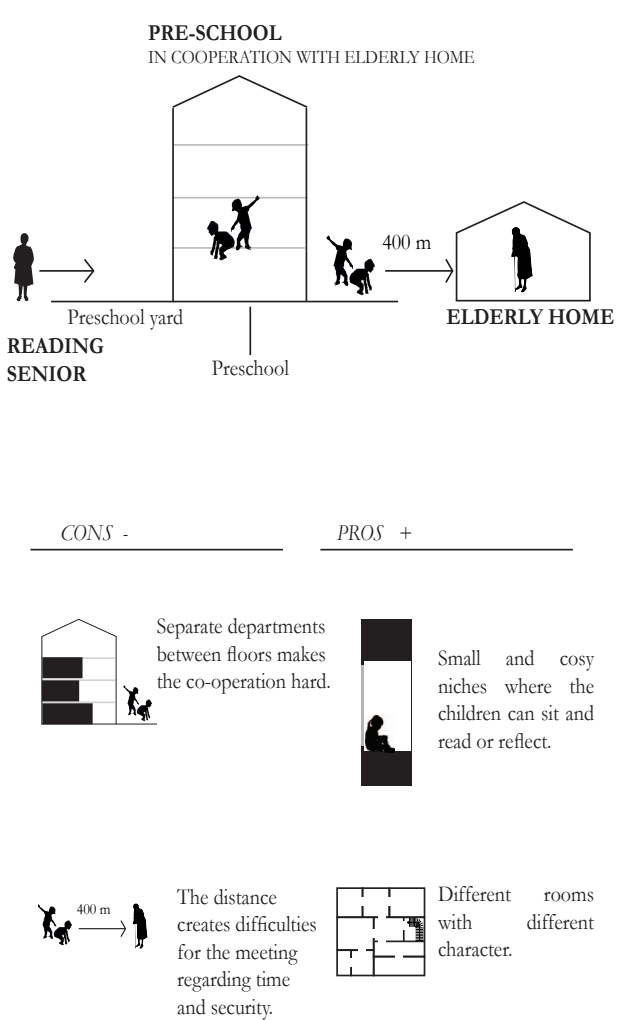 PRE-SCHOOL
IN COOPERATION WITH ELDERLY HOME
400 m
Preschool yard
ELDERLY HOME
READING
SENIOR
Preschool
CONS -
PROS +
Separate departments
between floors makes
the co-operation hard.
Small and cosy
niches where the
children can sit and
read or reflect.
400 m
The distance
creates difficulties
for the meeting
regarding time
and security.
Different rooms
with different
character.